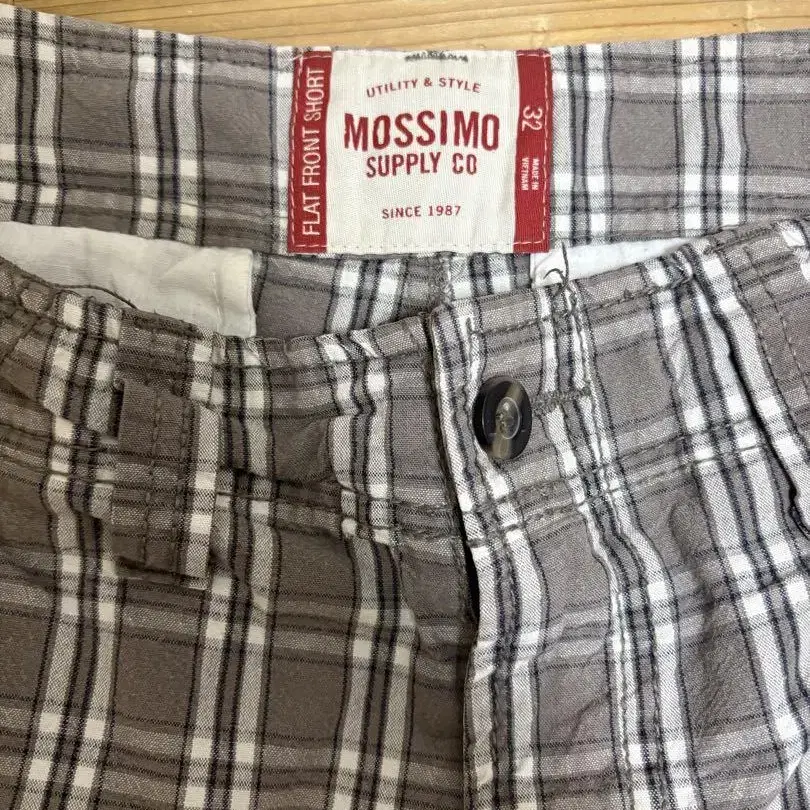 FLAT FRONT SHORT
UTILITY & STYLE
MOSSIMO
SUPPLY CO
SINCE 1987
32
MADE IN
VIETNAM